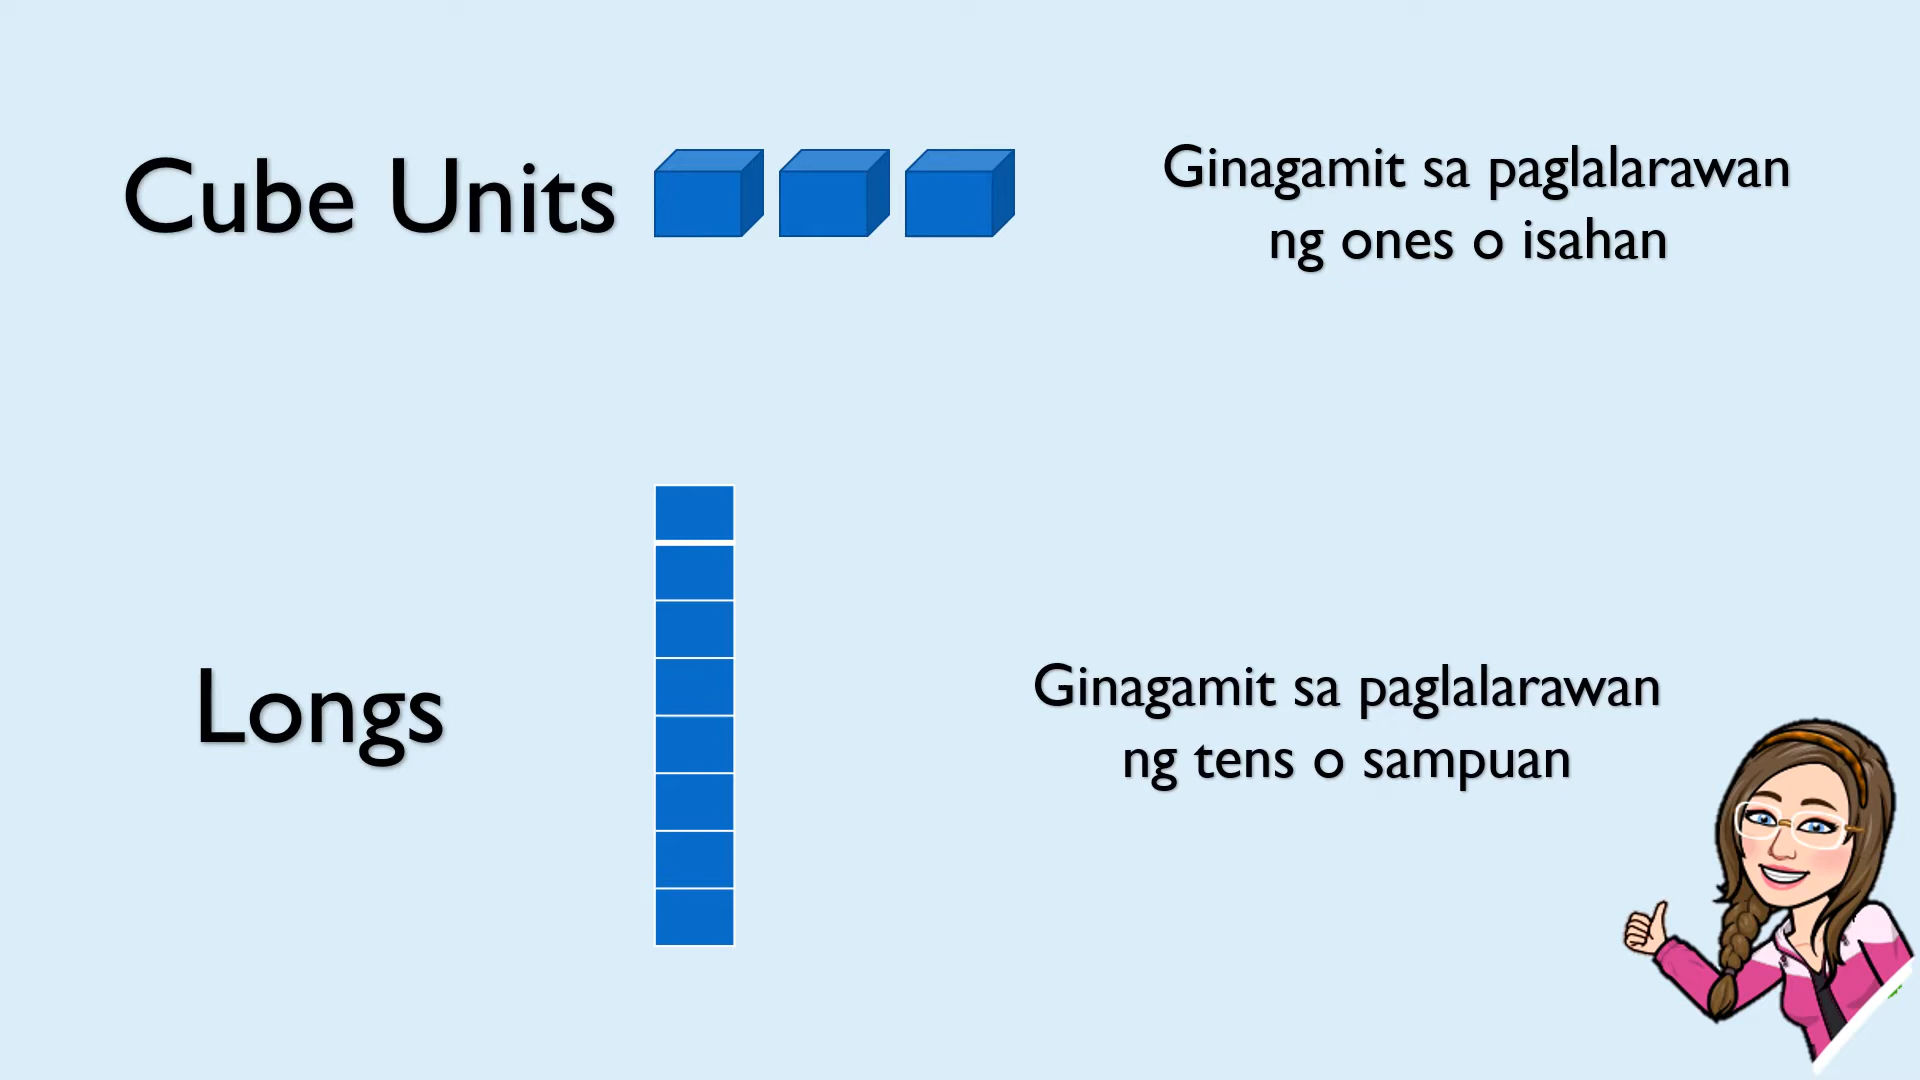 Cube Units
Ginagamit sa paglalarawan
ng ones o isahan
Longs
Ginagamit sa paglalarawan
ng tens o sampuan